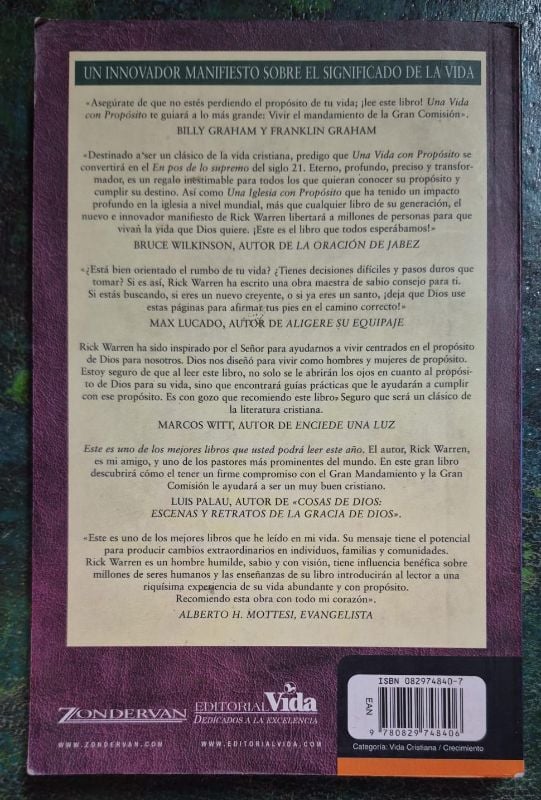 UN INNOVADOR MANIFIESTO SOBRE EL SIGNIFICADO DE LA VIDA
«Asegúrate de que no estés perdiendo el propósito de tu vida; ¡lee este libro! Una Vida
con Propósito te guiará a lo más grande: Vivir el mandamiento de la Gran Comisión».
BILLY GRAHAM Y FRANKLIN GRAHAM
«Destinado a ser un clásico de la vida cristiana, predigo que Una Vida con Propósito se
convertirá en el En pos de lo supremo del siglo 21. Eterno, profundo, preciso y transfor-
mador, es un regalo inestimable para todos los que quieran conocer su propósito y
cumplir su destino. Así como Una Iglesia con Propósito que ha tenido un impacto
profundo en la iglesia a nivel mundial, más que cualquier libro de su generación, el
nuevo e innovador manifiesto de Rick Warren libertará a millones de personas para que
vivan la vida que Dios quiere. ¡Este es el libro que todos esperábamos!»
BRUCE WILKINSON, AUTOR DE LA ORACIÓN DE JABEZ
«¿Está bien orientado el rumbo de tu vida? ¿Tienes decisiones difíciles y pasos duros que
tomar? Si es así, Rick Warren ha escrito una obra maestra de sabio consejo para ti.
Si estás buscando, si eres un nuevo creyente, o si ya eres un santo, ¡deja que Dios use
estas páginas para afirmar tus pies en el camino correcto!»
MAX LUCADO, AUTOR DE ALIGERE SU EQUIPAJE
Rick Warren ha sido inspirado por el Señor para ayudarnos a vivir centrados en el propósito
de Dios para nosotros. Dios nos diseñó para vivir como hombres y mujeres de propósito.
Estoy seguro de que al leer este libro, no solo se le abrirán los ojos en cuanto al propósi-
to de Dios para su vida, sino que encontrará guías prácticas que le ayudarán a cumplir
con ese propósito. Es con gozo que recomiendo este libro» Seguro que será un clásico de
la literatura cristiana.
MARCOS WITT, AUTOR DE ENCIEDE UNA LUZ
Este es uno de los mejores libros que usted podrá leer este año. El autor, Rick Warren,
es mi amigo, y uno de los pastores más prominentes del mundo. En este gran libro
descubrirá cómo el tener un firme compromiso con el Gran Mandamiento y la Gran
Comisión le ayudará a ser un muy buen cristiano.
LUIS PALAU, AUTOR DE «COSAS DE DIOS:
ESCENAS Y RETRATOS DE LA GRACIA DE DIOS».
«Este es uno de los mejores libros que he leído en mi vida. Su mensaje tiene el potencial
para producir cambios extraordinarios en individuos, familias y comunidades.
Rick Warren es un hombre humilde, sabio y con visión, tiene influencia benéfica sobre
millones de seres humanos y las enseñanzas de su libro introducirán al lector a una
riquísima experiencia de su vida abundante y con propósito.
Recomiendo esta obra con todo mi corazón».
ALBERTO H. MOTTESI, EVANGELISTA
ZONDERVAN
WWW.ZONDERVAN.COM
EDITORIAL Vida
DEDICADOS A LA EXCELENCIA
WWW.EDITORIALVIDA.COM
ISBN 082974840-7
EAN
9 780829 748406
Categoría: Vida Cristiana / Crecimiento